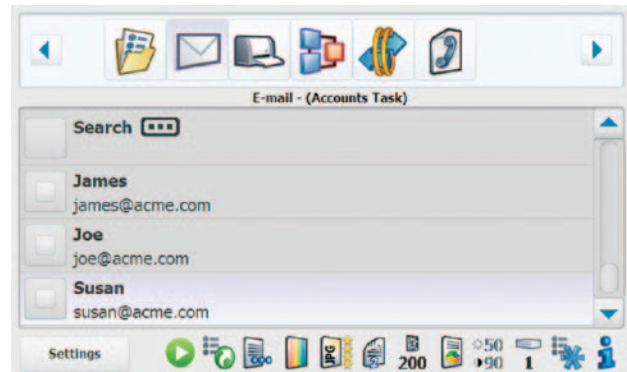 E-mail - (Accounts Task)
Search
James
james@acme.com
Joe
joe@acme.com
Susan
susan@acme.com
Settings
JPG
200
50
90
1